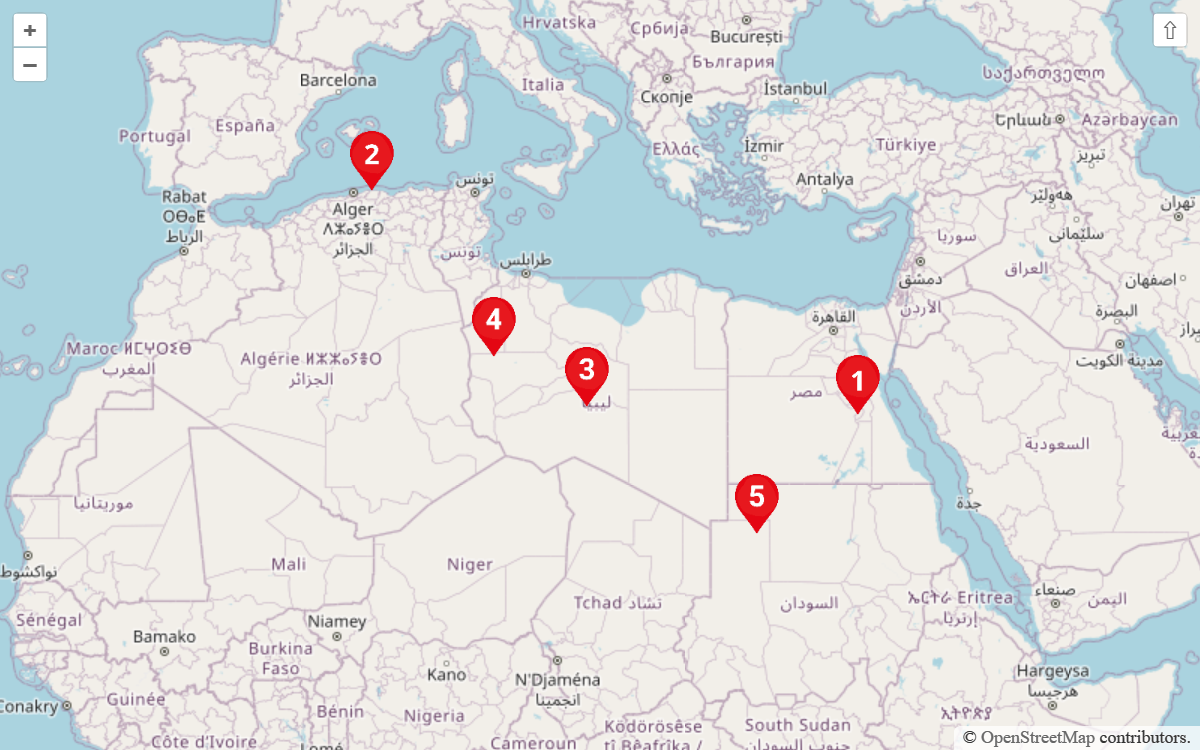 +
−
⇧
Hrvatska
Србија
București
България
Barcelona
Italia
Скопје
İstanbul
საქართველო
Երևան
Azərbaycan
Portugal
España
Ελλάς
İzmir
Türkiye
تبریز
2
تونس
Antalya
هەولێر
تهران
Rabat
ⵔⴱⴰⵟ
الرباط
Alger
ⴷⵣⴰⵢⵔ
الجزائر
سوريا
سلێمانی
تونس
طرابلس
دمشق
العراق
اصفهان
الأردن
البصرة
القاهرة
4
Maroc ⵍⵎⵖⵔⵉⴱ
المغرب
Algérie ⵍⵣⵣⴰⵢⵔ
الجزائر
3
1
مدينة الكويت
ليبيا
مصر
السعودية
موريتانيا
5
جدة
نواكشوط
Mali
Niger
Tchad تشاد
السودان
ኤርትራ Eritrea
إرتريا
صنعاء
اليمن
Sénégal
Bamako
Niamey
Burkina
Faso
Kano
N'Djaména
انجمينا
Hargeysa
هرجيسا
Conakry
Guinée
Bénin
Nigeria
Ködörösêse
tî Bêafrîka /
South Sudan
جنوب السودان
ኢትዮጵያ
Côte d'Ivoire
Lomé
Cameroun
© OpenStreetMap contributors.